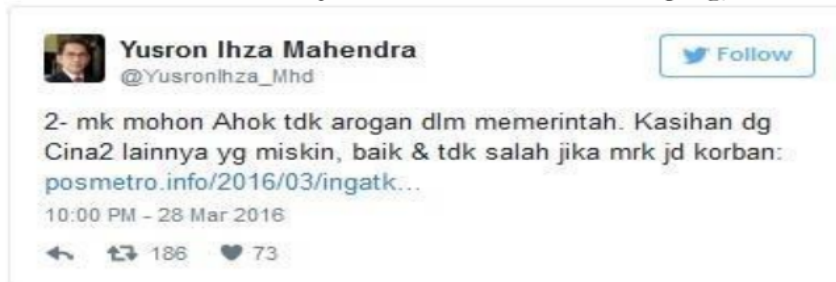 Yusron Ihza Mahendra
@YusronIhza_Mhd
Follow
2- mk mohon Ahok tdk arogan dlm memerintah. Kasihan dg
Cina2 lainnya yg miskin, baik & tdk salah jika mrk jd korban:
posmetro.info/2016/03/ingatk...
10:00 PM - 28 Mar 2016
186 73